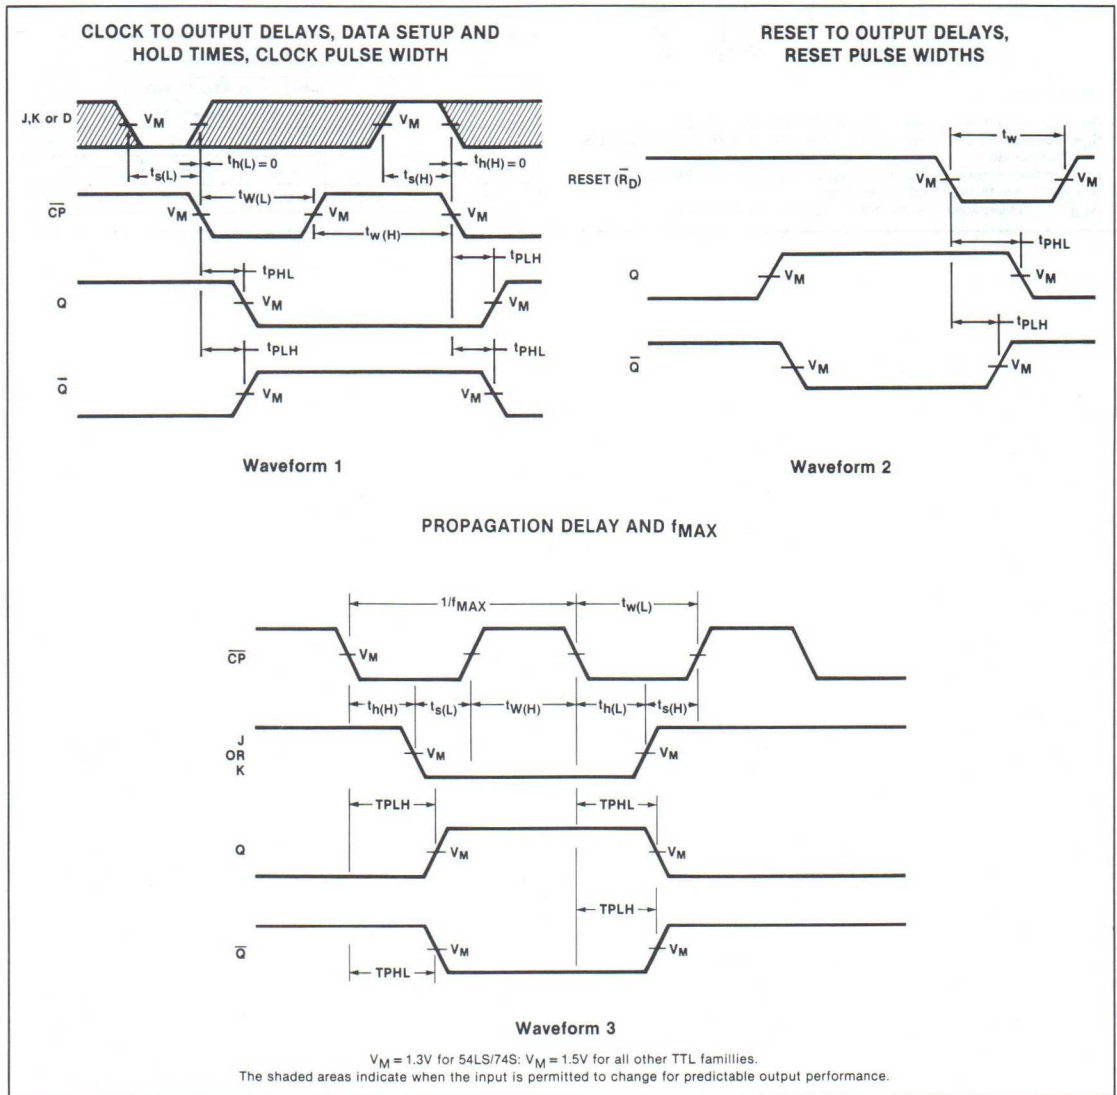 CLOCK TO OUTPUT DELAYS, DATA SETUP AND
HOLD TIMES, CLOCK PULSE WIDTH
J,K or D
VM
VM
th(L) = 0
th(H) = 0
ts(L)
ts(H)
tW(L)
CP
VM
VM
VM
tw(H)
tPLH
tPHL
Q
VM
VM
tPLH
tPHL
Q
VM
VM
Waveform 1
RESET TO OUTPUT DELAYS,
RESET PULSE WIDTHS
tw
RESET (RD)
VM
VM
tPHL
Q
VM
VM
tPLH
Q
VM
VM
Waveform 2
PROPAGATION DELAY AND fMAX
1/fMAX
tw(L)
CP
VM
th(H)
ts(L)
tW(H)
th(L)
ts(H)
J
OR
K
VM
VM
TPLH
TPHL
Q
VM
VM
TPLH
Q
VM
VM
TPHL
Waveform 3
VM = 1.3V for 54LS/74S: VM = 1.5V for all other TTL famillies.
The shaded areas indicate when the input is permitted to change for predictable output performance.